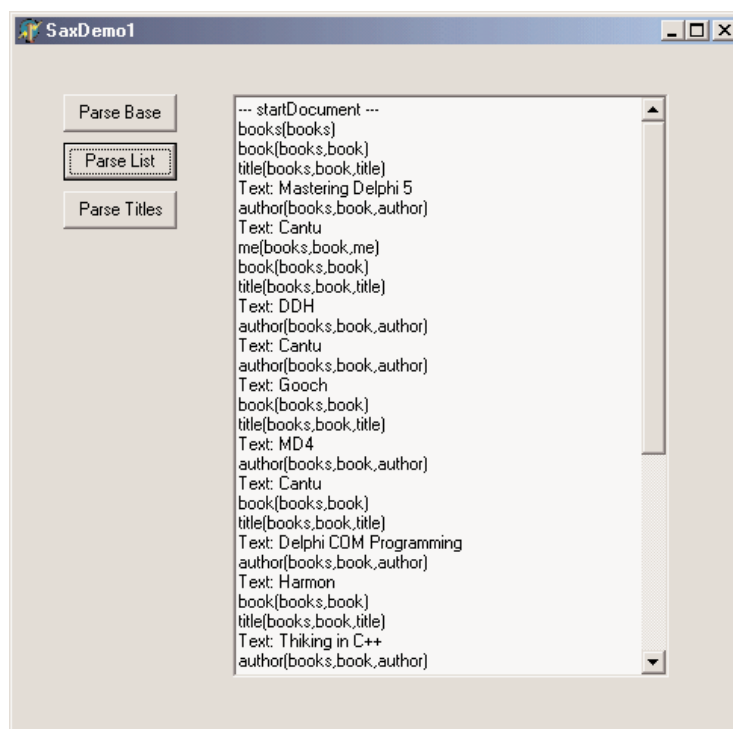 SaxDemo1
Parse Base
Parse List
Parse Titles
--- startDocument ---
books(books)
book(books,book)
title(books,book,title)
Text: Mastering Delphi 5
author(books,book,author)
Text: Cantu
me(books,book,me)
book(books,book)
title(books,book,title)
Text: DDH
author(books,book,author)
Text: Cantu
author(books,book,author)
Text: Gooch
book(books,book)
title(books,book,title)
Text: MD4
author(books,book,author)
Text: Cantu
book(books,book)
title(books,book,title)
Text: Delphi COM Programming
author(books,book,author)
Text: Harmon
book(books,book)
title(books,book,title)
Text: Thiking in C++
author(books,book,author)